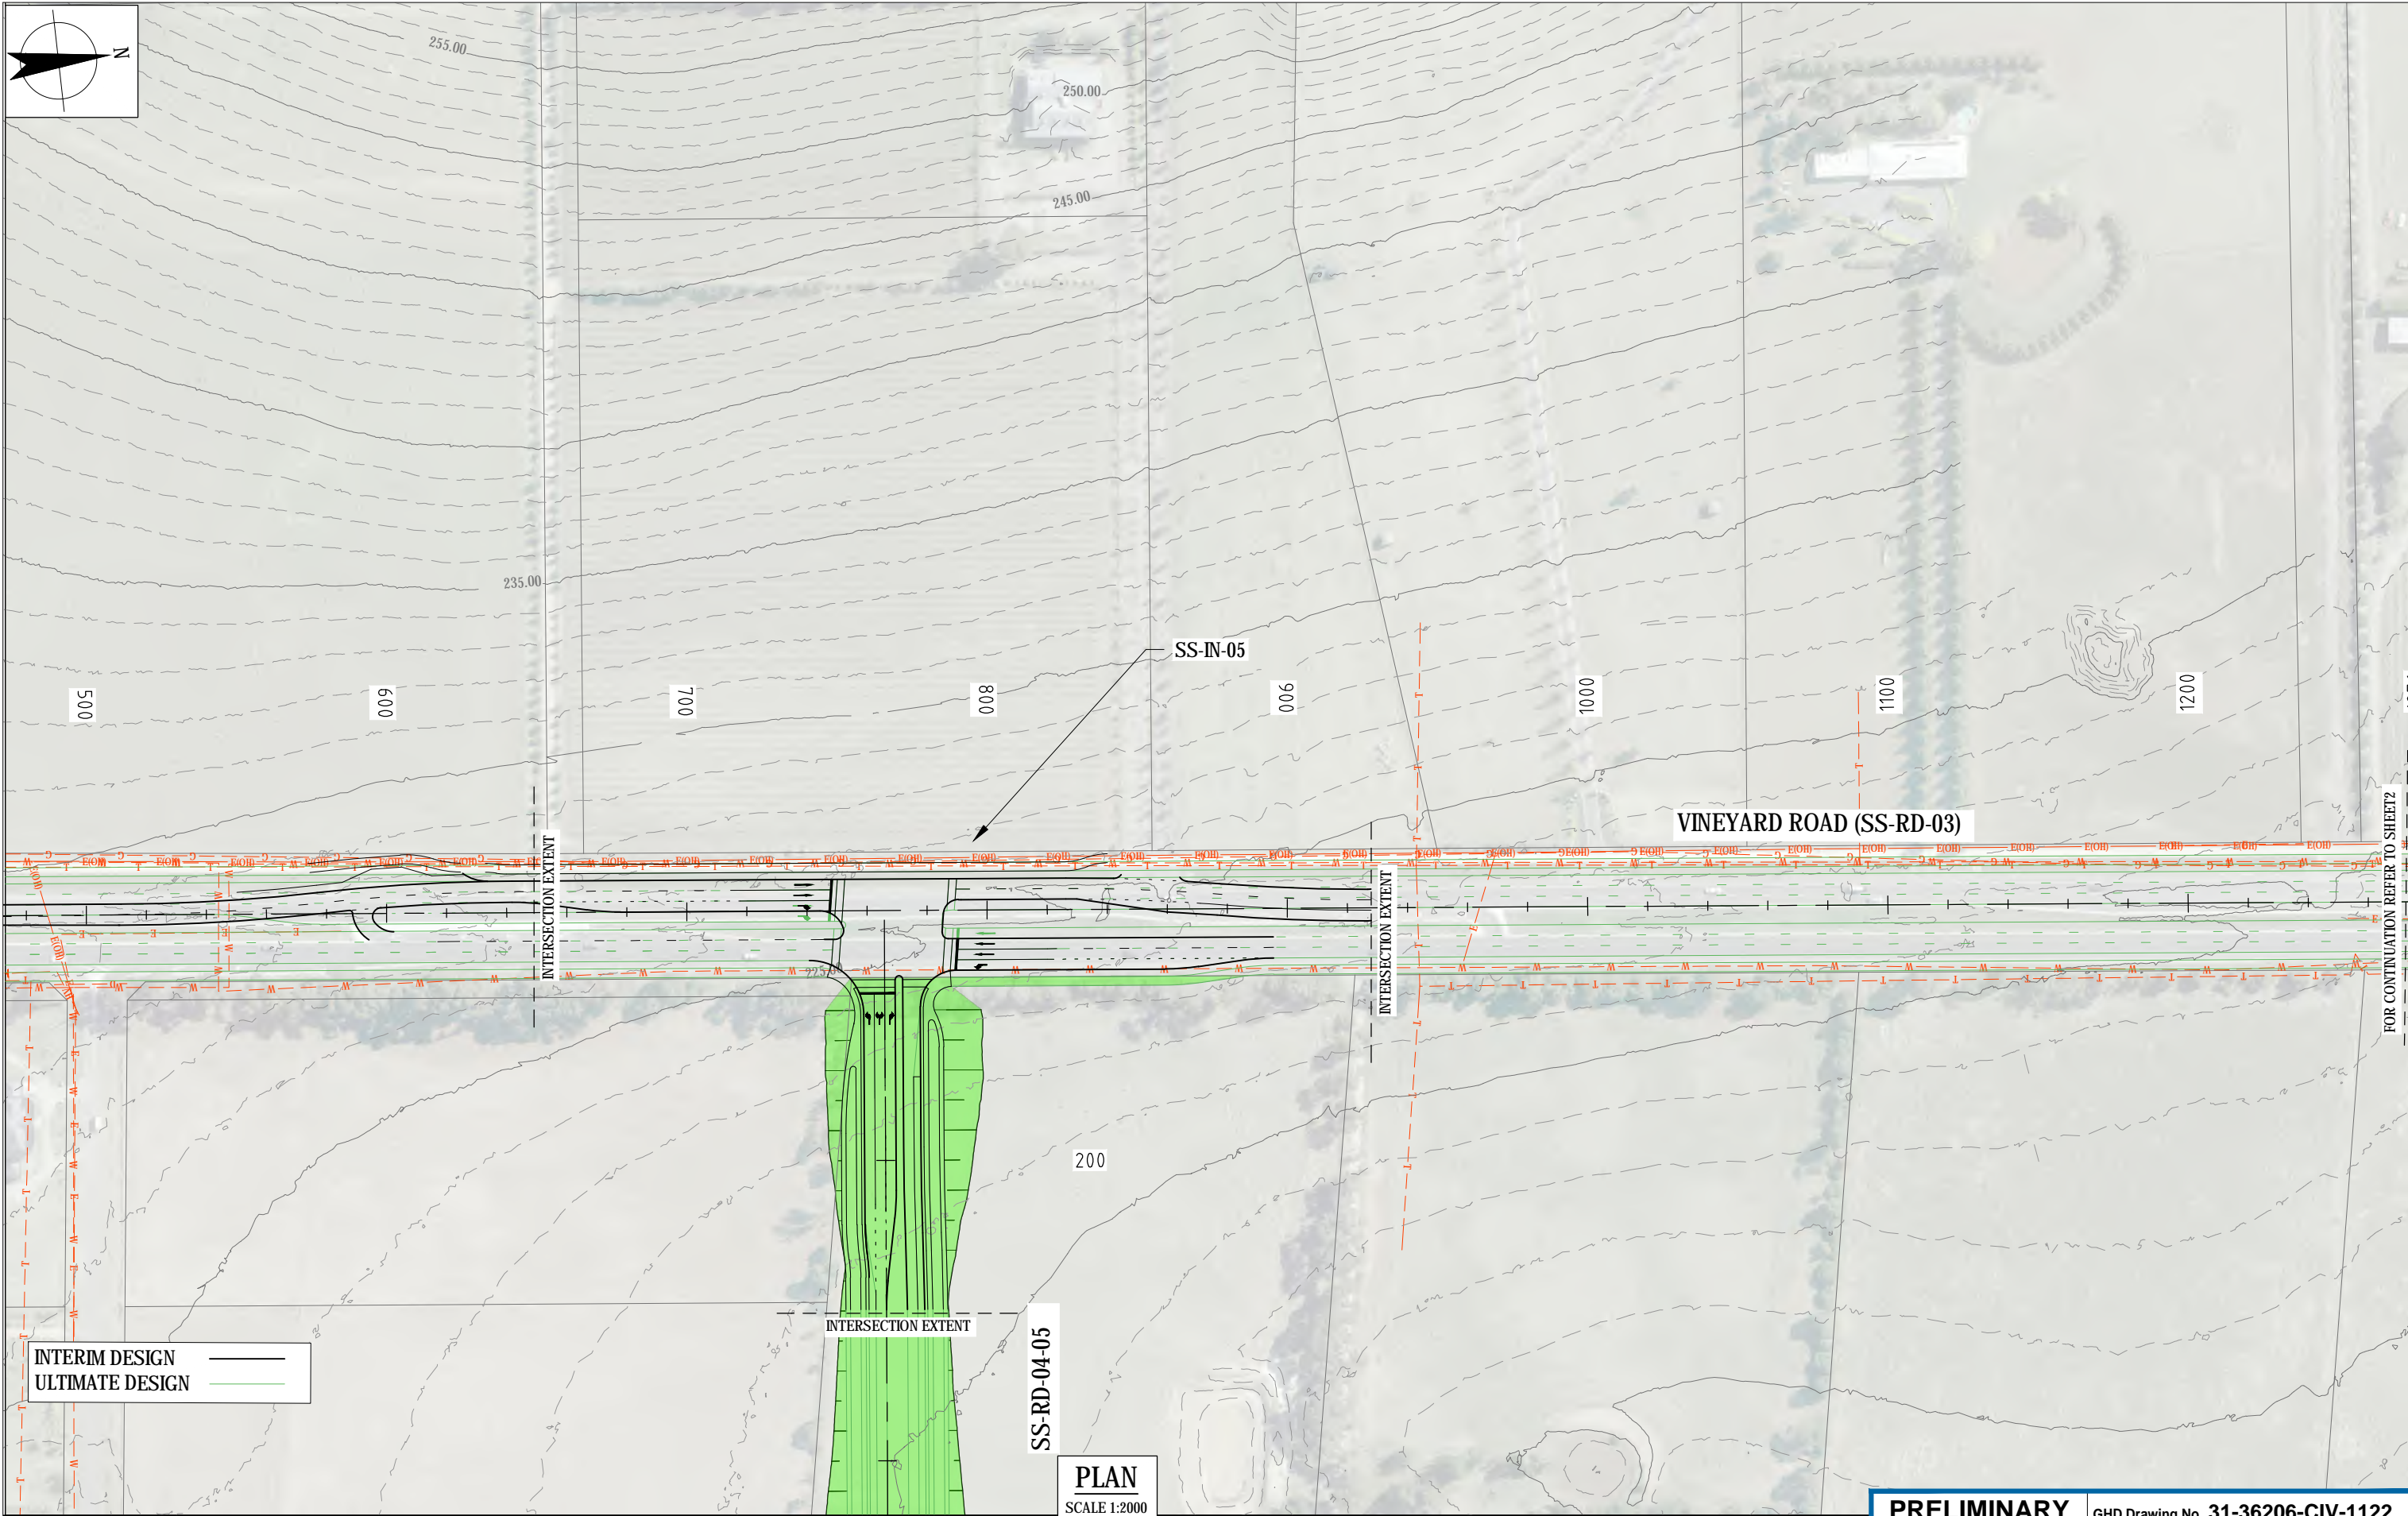 N
255.00
250.00
245.00
235.00
SS-IN-05
500
600
700
800
900
1000
1100
1200
VINEYARD ROAD (SS-RD-03)
INTERSECTION EXTENT
INTERSECTION EXTENT
FOR CONTINUATION REFER TO SHEET2
225.00
200
INTERSECTION EXTENT
SS-RD-04-05
INTERIM DESIGN
ULTIMATE DESIGN
PLAN
SCALE 1:2000
PRELIMINARY
GHD Drawing No. 31-36206-CIV-1122